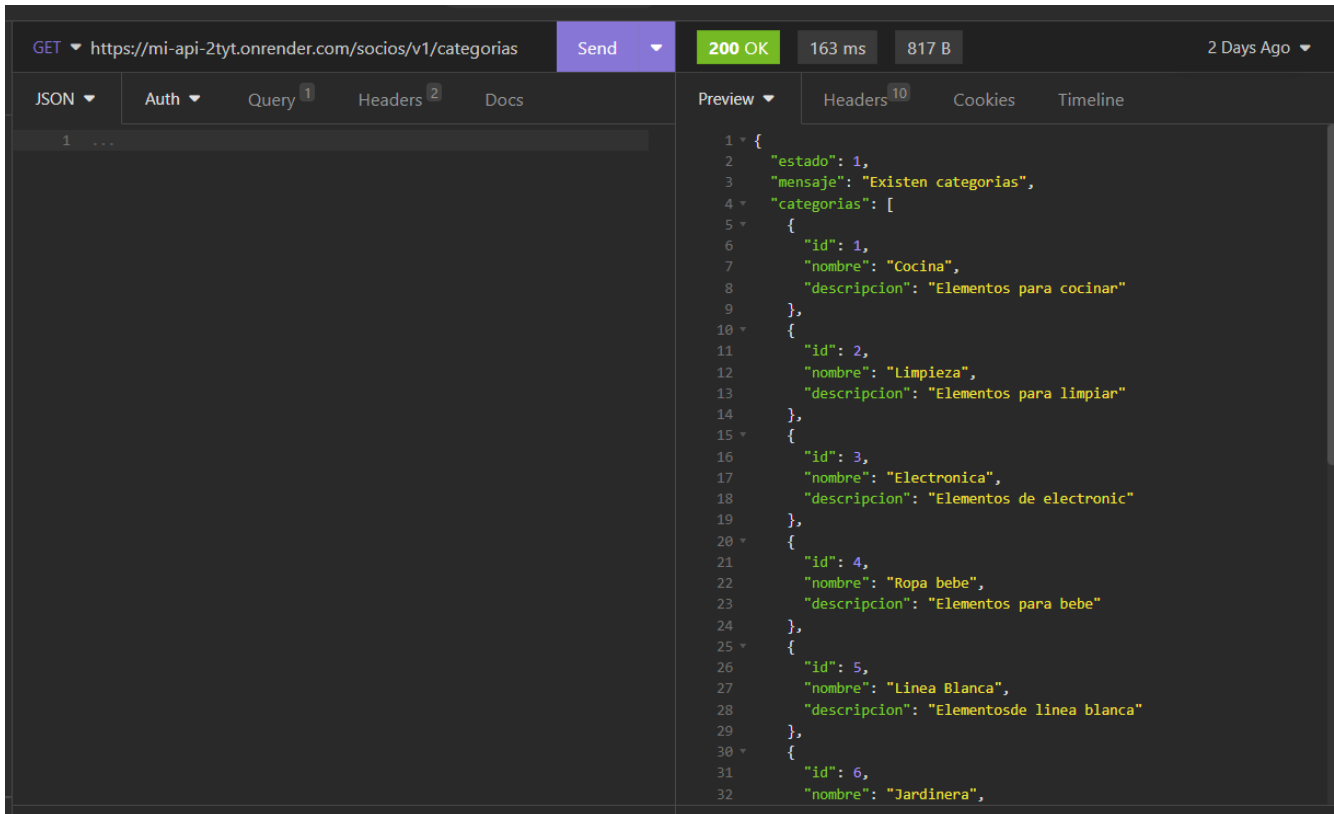 GET https://mi-api-2tyt.onrender.com/socios/v1/categorias Send 200 OK 163 ms 817 B 2 Days Ago
JSON Auth Query 1 Headers 2 Docs Preview Headers 10 Cookies Timeline
1 ...
1 {
2 "estado": 1,
3 "mensaje": "Existen categorias",
4 "categorias": [
5 {
6 "id": 1,
7 "nombre": "Cocina",
8 "descripcion": "Elementos para cocinar"
9 },
10 {
11 "id": 2,
12 "nombre": "Limpieza",
13 "descripcion": "Elementos para limpiar"
14 },
15 {
16 "id": 3,
17 "nombre": "Electronica",
18 "descripcion": "Elementos de electronic"
19 },
20 {
21 "id": 4,
22 "nombre": "Ropa bebe",
23 "descripcion": "Elementos para bebe"
24 },
25 {
26 "id": 5,
27 "nombre": "Linea Blanca",
28 "descripcion": "Elementosde linea blanca"
29 },
30 {
31 "id": 6,
32 "nombre": "Jardinera",